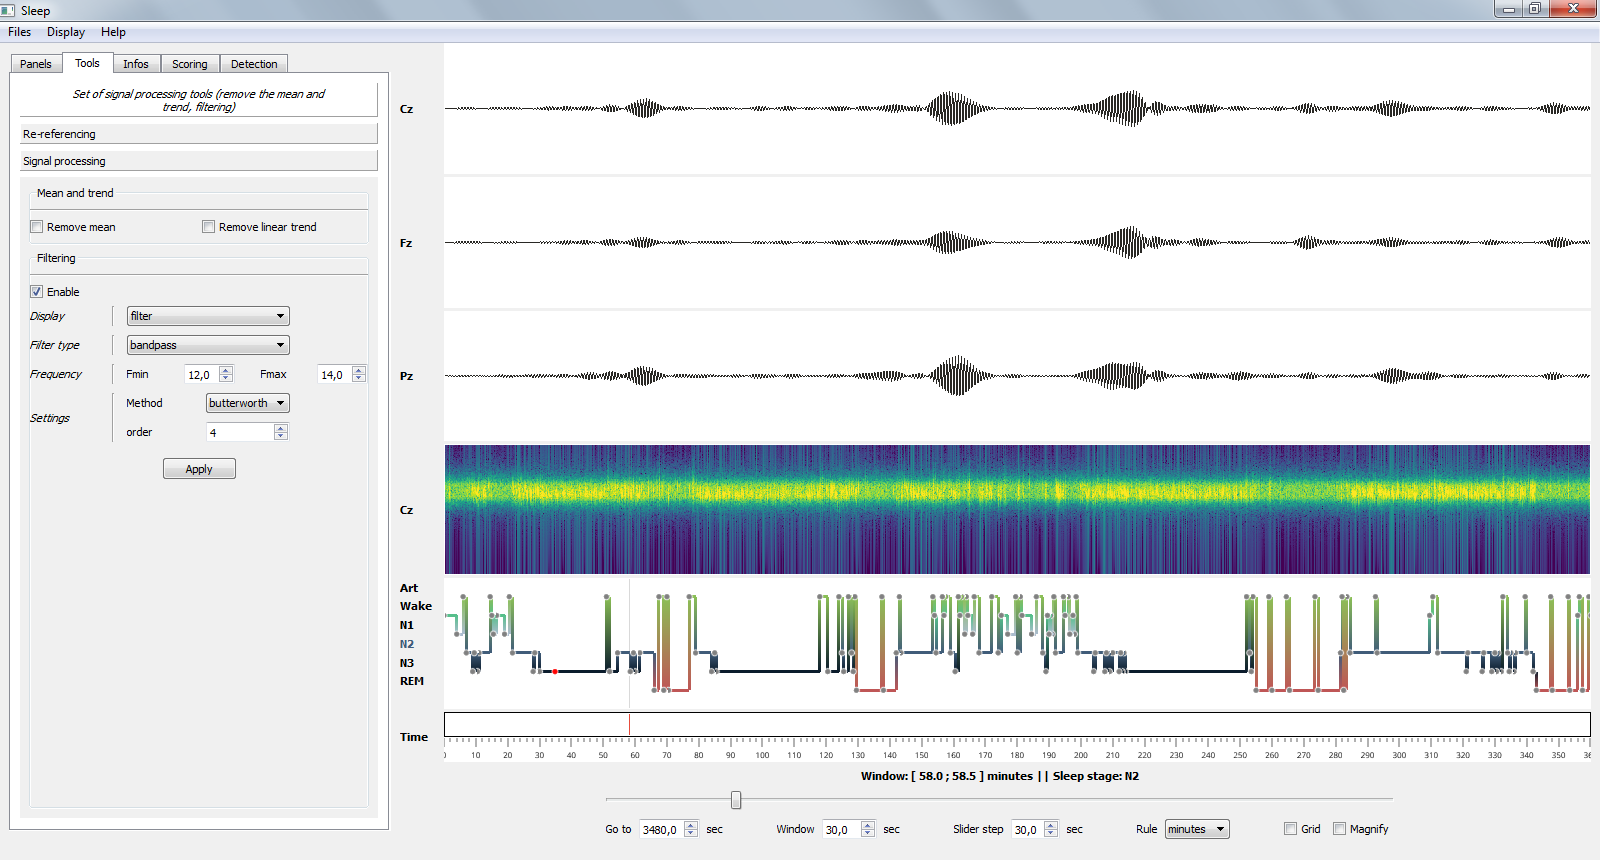 Sleep
Files Display Help
Panels Tools Infos Scoring Detection
Set of signal processing tools (remove the mean and
trend, filtering)
Re-referencing
Signal processing
Mean and trend
Remove mean Remove linear trend
Filtering
Enable
Display filter
Filter type bandpass
Frequency Fmin 12,0 Fmax 14,0
Settings
Method butterworth
order 4
Apply
Cz
Fz
Pz
Cz
Art
Wake
N1
N2
N3
REM
Time
0 10 20 30 40 50 60 70 80 90 100 110 120 130 140 150 160 170 180 190 200 210 220 230 240 250 260 270 280 290 300 310 320 330 340 350 36
Window: [ 58.0 ; 58.5 ] minutes || Sleep stage: N2
Go to 3480,0 sec Window 30,0 sec Slider step 30,0 sec Rule minutes Grid Magnify